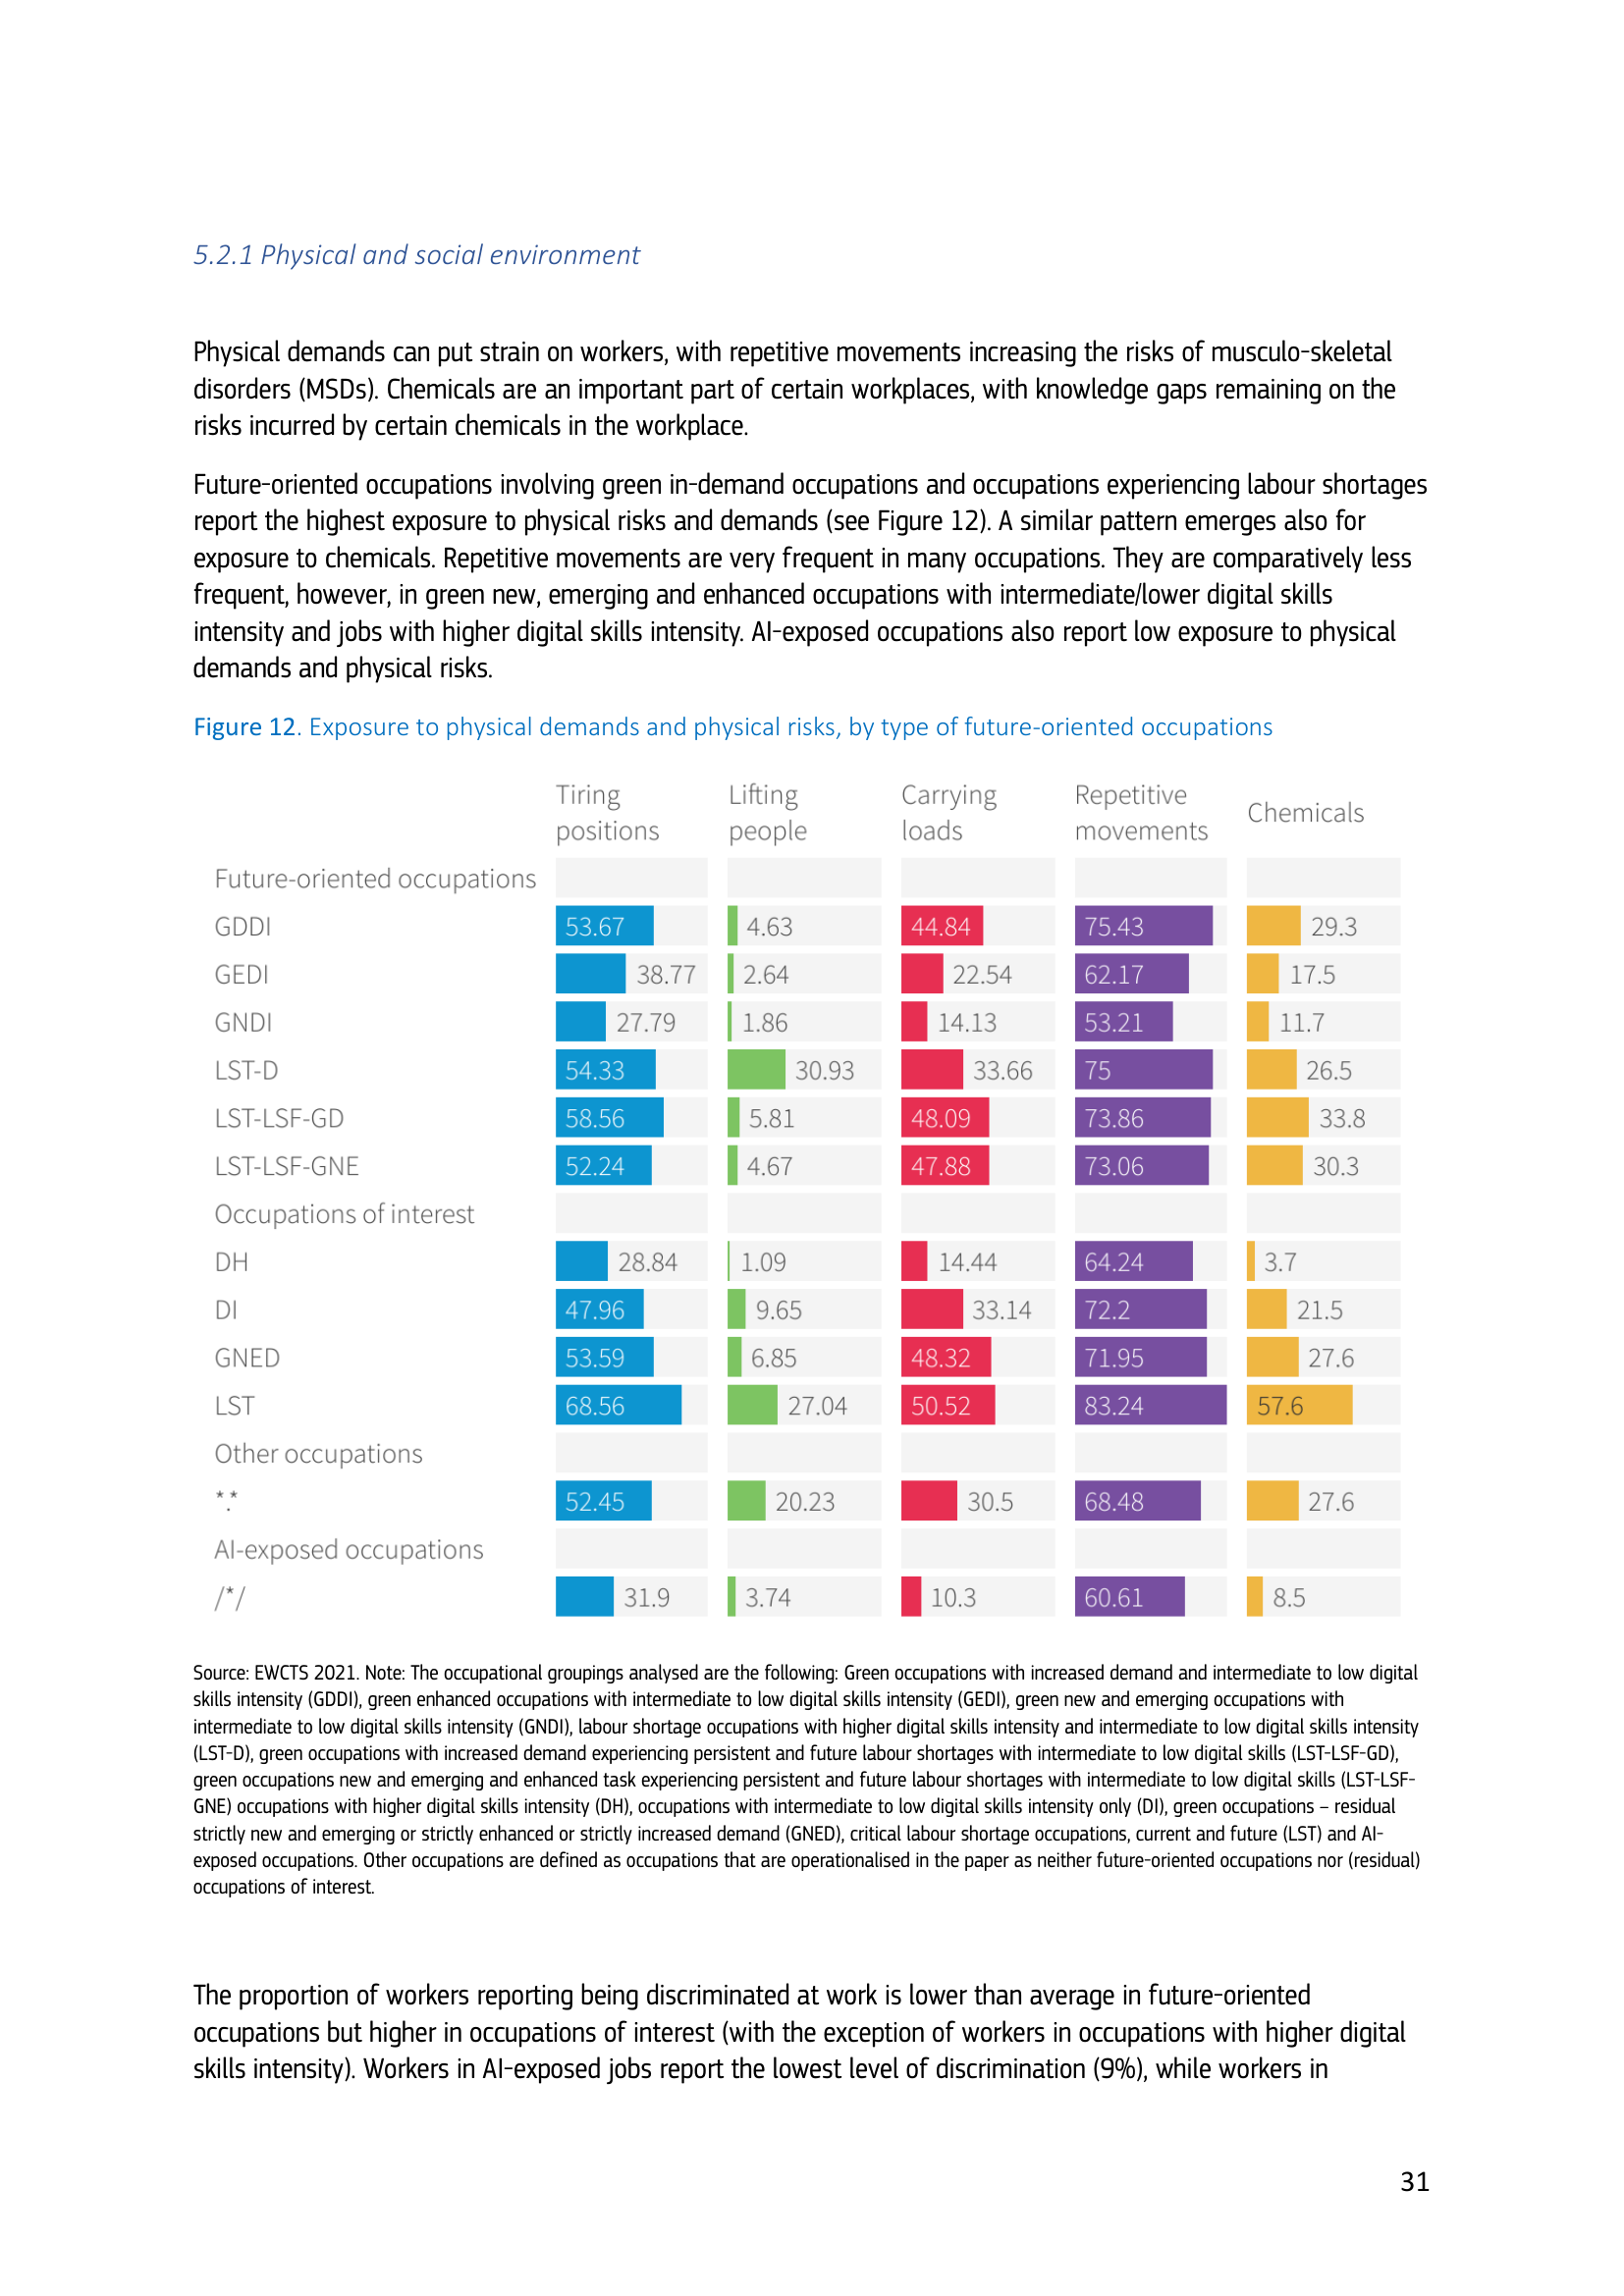 5.2.1 Physical and social environment
Physical demands can put strain on workers, with repetitive movements increasing the risks of musculo-skeletal
disorders (MSDs). Chemicals are an important part of certain workplaces, with knowledge gaps remaining on the
risks incurred by certain chemicals in the workplace.
Future-oriented occupations involving green in-demand occupations and occupations experiencing labour shortages
report the highest exposure to physical risks and demands (see Figure 12). A similar pattern emerges also for
exposure to chemicals. Repetitive movements are very frequent in many occupations. They are comparatively less
frequent, however, in green new, emerging and enhanced occupations with intermediate/lower digital skills
intensity and jobs with higher digital skills intensity. AI-exposed occupations also report low exposure to physical
demands and physical risks.
Figure 12. Exposure to physical demands and physical risks, by type of future-oriented occupations
Tiring positions Lifting people Carrying loads Repetitive movements Chemicals
Future-oriented occupations
GDDI 53.67 4.63 44.84 75.43 29.3
GEDI 38.77 2.64 22.54 62.17 17.5
GNDI 27.79 1.86 14.13 53.21 11.7
LST-D 54.33 30.93 33.66 75 26.5
LST-LSF-GD 58.56 5.81 48.09 73.86 33.8
LST-LSF-GNE 52.24 4.67 47.88 73.06 30.3
Occupations of interest
DH 28.84 1.09 14.44 64.24 3.7
DI 47.96 9.65 33.14 72.2 21.5
GNED 53.59 6.85 48.32 71.95 27.6
LST 68.56 27.04 50.52 83.24 57.6
Other occupations
*.* 52.45 20.23 30.5 68.48 27.6
AI-exposed occupations
/*/ 31.9 3.74 10.3 60.61 8.5
Source: EWCTS 2021. Note: The occupational groupings analysed are the following: Green occupations with increased demand and intermediate to low digital
skills intensity (GDDI), green enhanced occupations with intermediate to low digital skills intensity (GEDI), green new and emerging occupations with
intermediate to low digital skills intensity (GNDI), labour shortage occupations with higher digital skills intensity and intermediate to low digital skills intensity
(LST-D), green occupations with increased demand experiencing persistent and future labour shortages with intermediate to low digital skills (LST-LSF-GD),
green occupations new and emerging and enhanced task experiencing persistent and future labour shortages with intermediate to low digital skills (LST-LSF-
GNE) occupations with higher digital skills intensity (DH), occupations with intermediate to low digital skills intensity only (DI), green occupations – residual
strictly new and emerging or strictly enhanced or strictly increased demand (GNED), critical labour shortage occupations, current and future (LST) and AI-
exposed occupations. Other occupations are defined as occupations that are operationalised in the paper as neither future-oriented occupations nor (residual)
occupations of interest.
The proportion of workers reporting being discriminated at work is lower than average in future-oriented
occupations but higher in occupations of interest (with the exception of workers in occupations with higher digital
skills intensity). Workers in AI-exposed jobs report the lowest level of discrimination (9%), while workers in
31